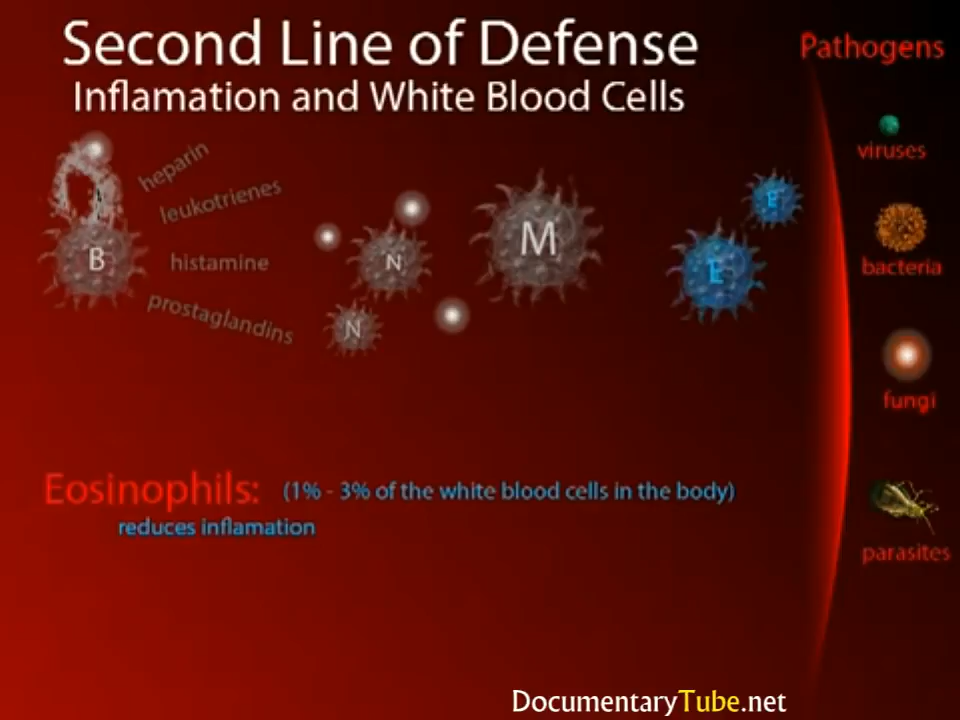 Second Line of Defense
Inflamation and White Blood Cells
Pathogens
heparin
leukotrienes
histamine
prostaglandins
B
N
N
M
E
E
viruses
bacteria
fungi
parasites
Eosinophils: (1% - 3% of the white blood cells in the body)
reduces inflamation
DocumentaryTube.net